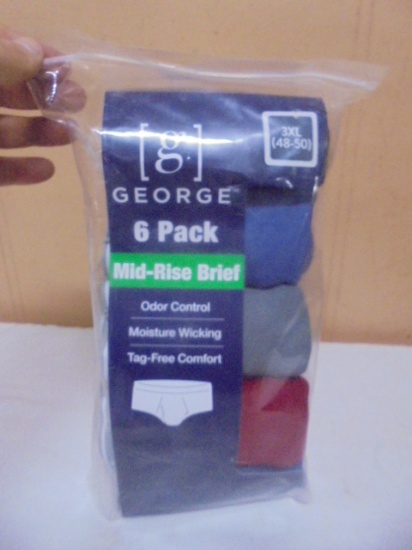 [g.]
GEORGE
3XL
(48-50)
6 Pack
Mid-Rise Brief
Odor Control
Moisture Wicking
Tag-Free Comfort